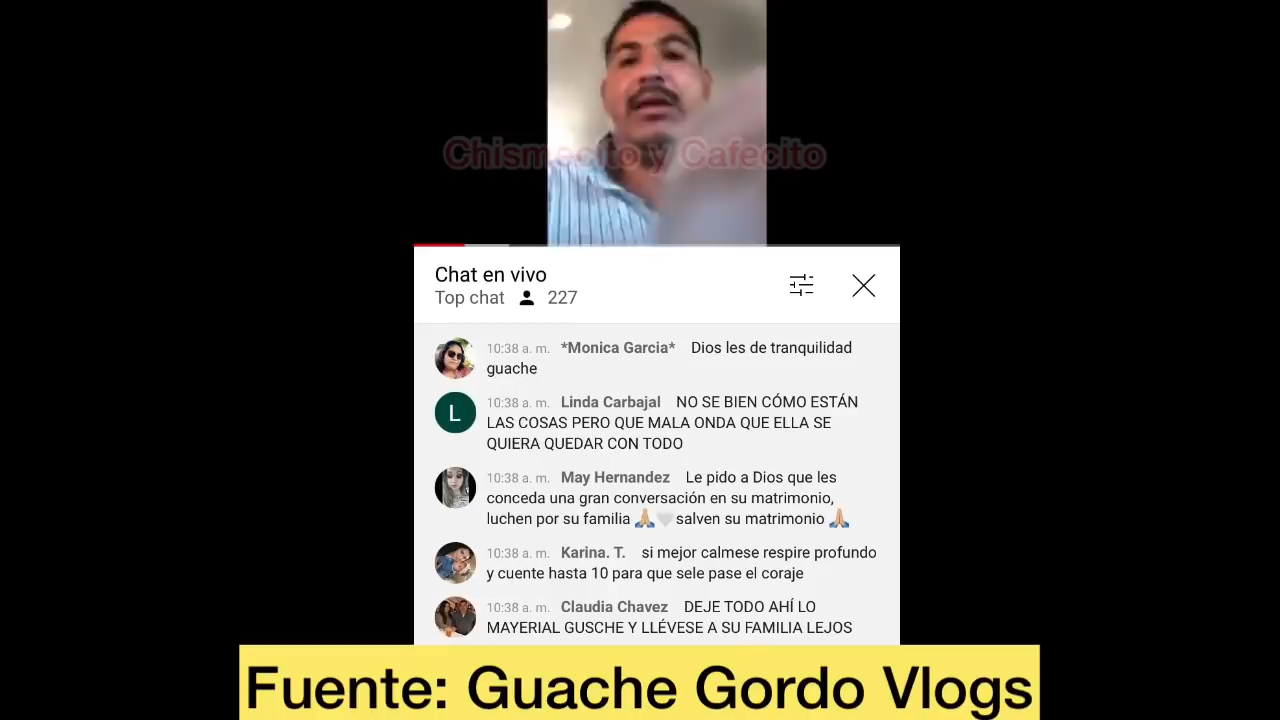 Chismecito y Cafecito
Chat en vivo
Top chat 227
10:38 a. m. *Monica Garcia* Dios les de tranquilidad
guache
L
10:38 a. m. Linda Carbajal NO SE BIEN CÓMO ESTÁN
LAS COSAS PERO QUE MALA ONDA QUE ELLA SE
QUIERA QUEDAR CON TODO
10:38 a. m. May Hernandez Le pido a Dios que les
conceda una gran conversación en su matrimonio,
luchen por su familia 🙏🏼🤍salven su matrimonio 🙏🏼
10:38 a. m. Karina. T. si mejor calmese respire profundo
y cuente hasta 10 para que sele pase el coraje
10:38 a. m. Claudia Chavez DEJE TODO AHÍ LO
MAYERIAL GUSCHE Y LLÉVESE A SU FAMILIA LEJOS
Fuente: Guache Gordo Vlogs